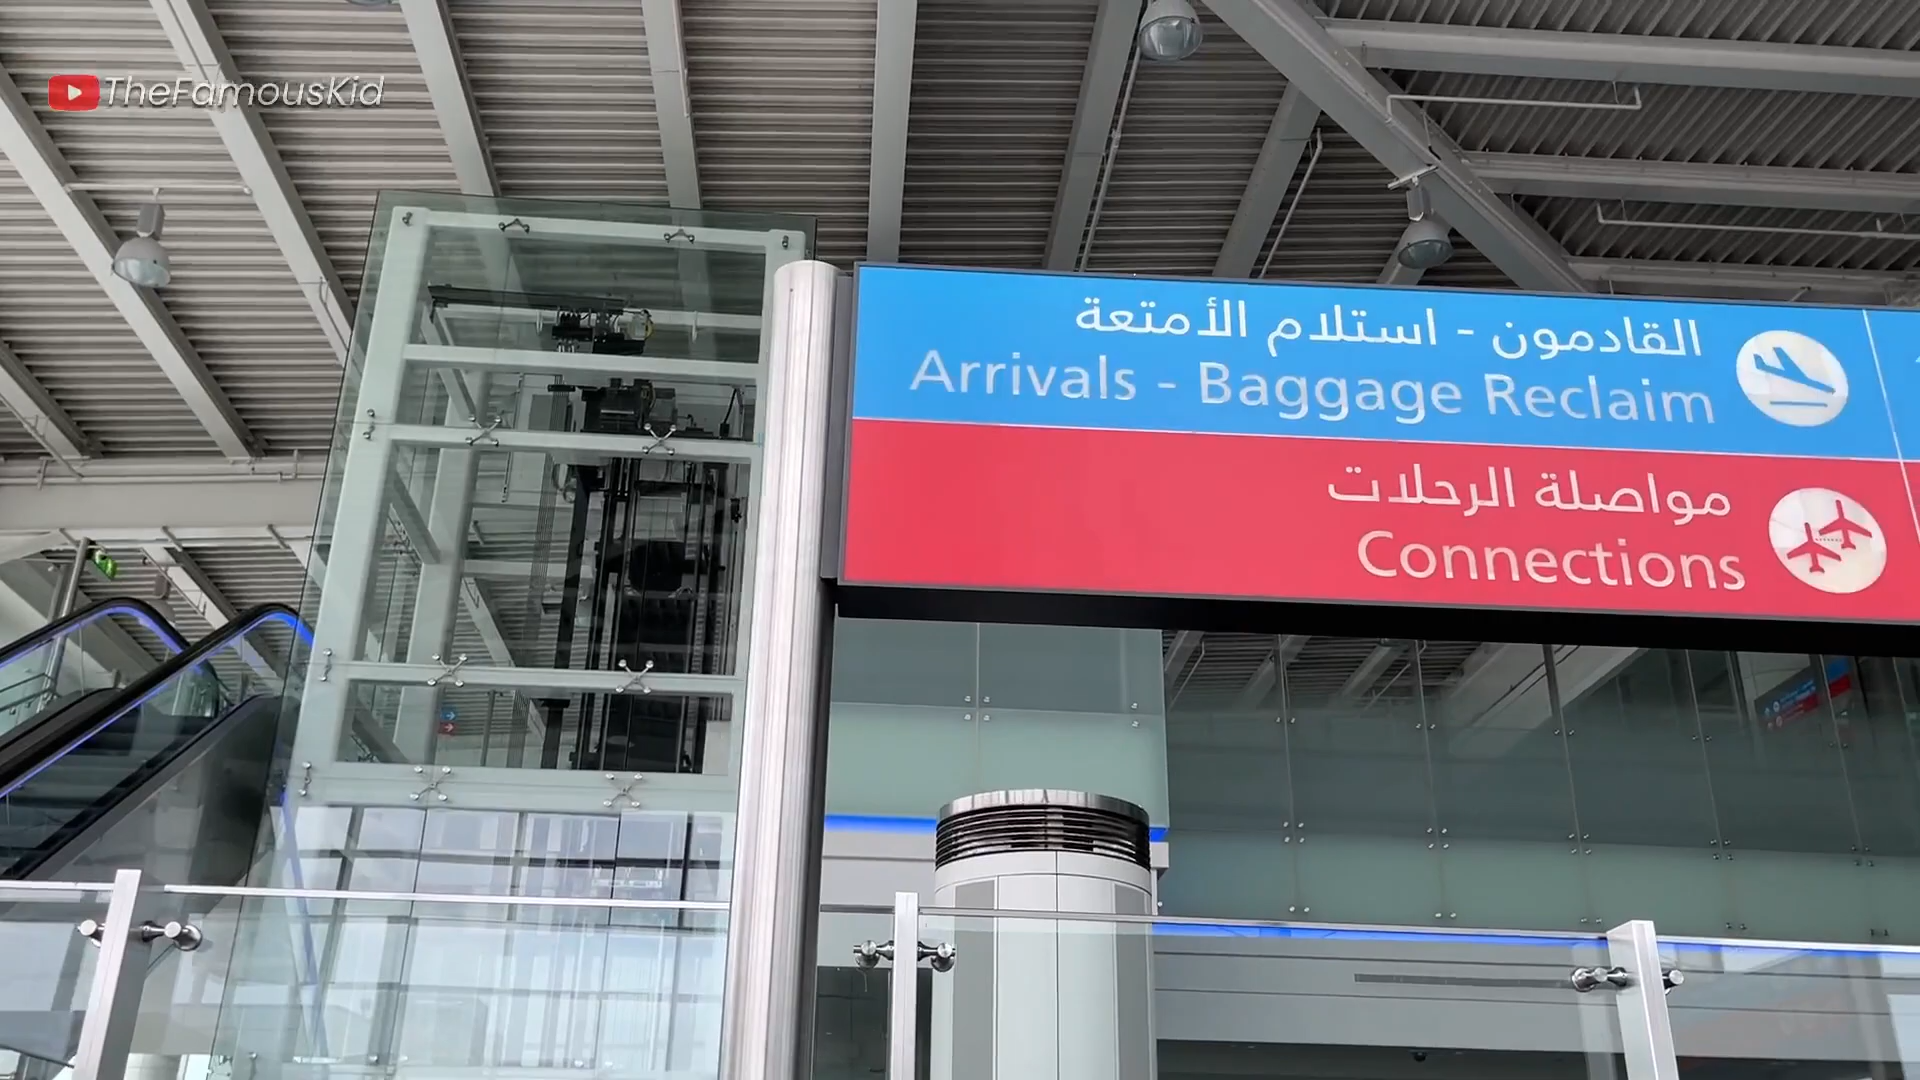 TheFamousKid
القادمون - استلام الأمتعة
Arrivals - Baggage Reclaim
مواصلة الرحلات
Connections